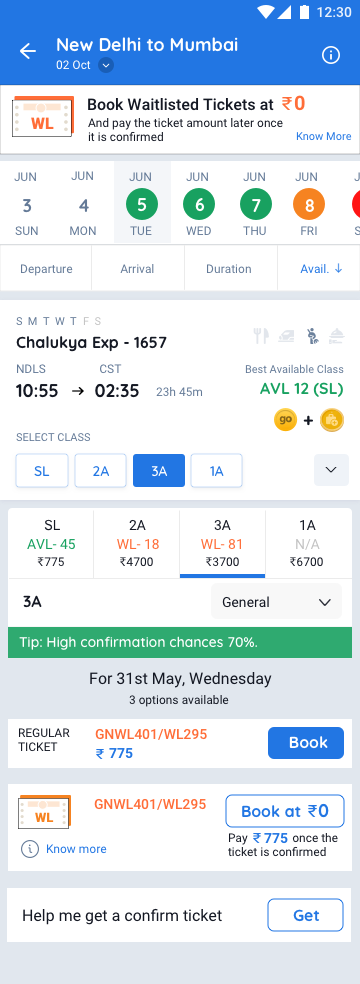 12:30
New Delhi to Mumbai
02 Oct
WL
Book Waitlisted Tickets at ₹0
And pay the ticket amount later once
it is confirmed
Know More
JUN JUN JUN JUN JUN JUN
3 4 5 6 7 8
SUN MON TUE WED THU FRI
Departure Arrival Duration Avail. ↓
S M T W T F S
Chalukya Exp - 1657
NDLS CST
10:55 → 02:35 23h 45m
Best Available Class
AVL 12 (SL)
go +
SELECT CLASS
SL 2A 3A 1A
SL 2A 3A 1A
AVL- 45 WL- 18 WL- 81 N/A
₹775 ₹4700 ₹3700 ₹6700
3A General
Tip: High confirmation chances 70%.
For 31st May, Wednesday
3 options available
REGULAR
TICKET
GNWL401/WL295
₹ 775
Book
WL
GNWL401/WL295
Book at ₹0
Know more
Pay ₹ 775 once the
ticket is confirmed
Help me get a confirm ticket Get